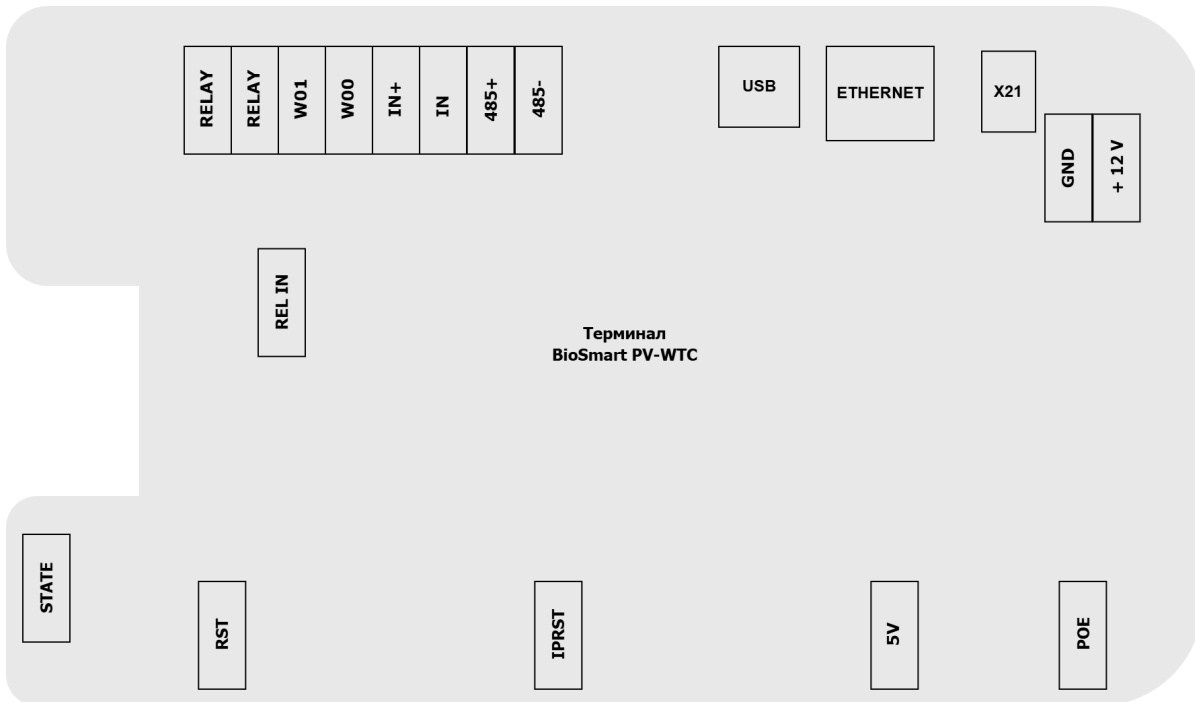 RELAY
RELAY
W01
W00
IN+
IN
485+
485-
USB
ETHERNET
X21
GND
+ 12 V
REL IN
Терминал
BioSmart PV-WTC
STATE
RST
IPRST
5V
POE